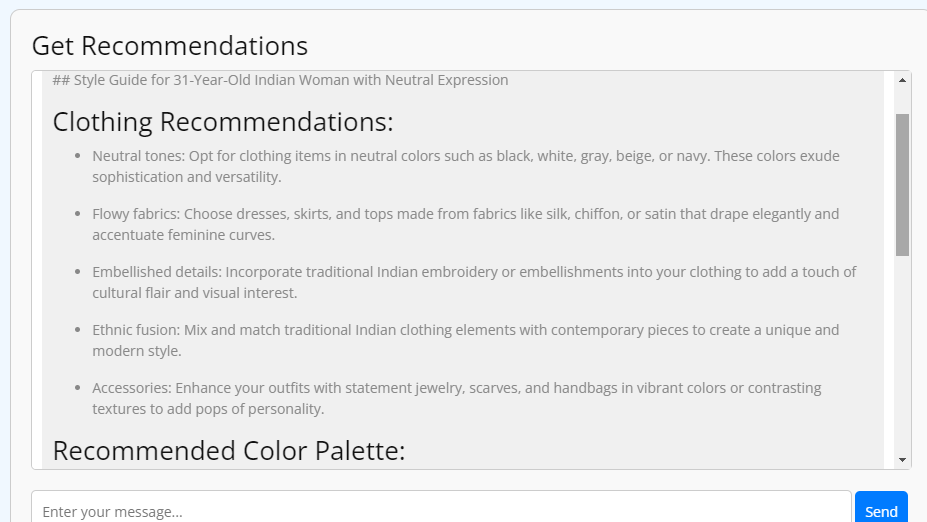 Get Recommendations
## Style Guide for 31-Year-Old Indian Woman with Neutral Expression
Clothing Recommendations:
• Neutral tones: Opt for clothing items in neutral colors such as black, white, gray, beige, or navy. These colors exude
sophistication and versatility.
• Flowy fabrics: Choose dresses, skirts, and tops made from fabrics like silk, chiffon, or satin that drape elegantly and
accentuate feminine curves.
• Embellished details: Incorporate traditional Indian embroidery or embellishments into your clothing to add a touch of
cultural flair and visual interest.
• Ethnic fusion: Mix and match traditional Indian clothing elements with contemporary pieces to create a unique and
modern style.
• Accessories: Enhance your outfits with statement jewelry, scarves, and handbags in vibrant colors or contrasting
textures to add pops of personality.
Recommended Color Palette:
Enter your message...
Send